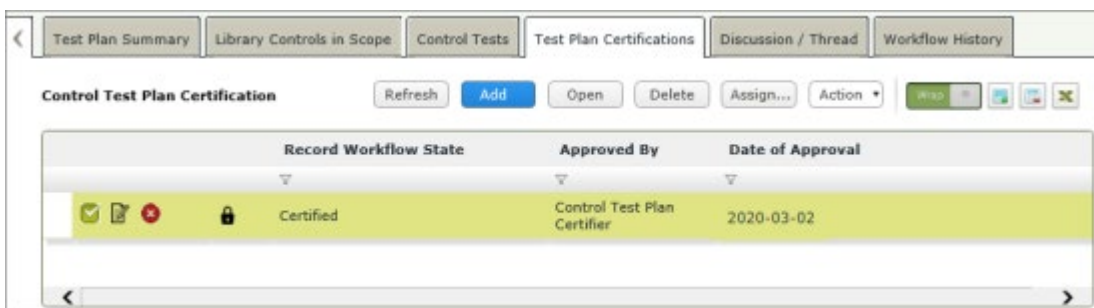 Test Plan Summary Library Controls in Scope Control Tests Test Plan Certifications Discussion / Thread Workflow History
Control Test Plan Certification Refresh Add Open Delete Assign... Action Wrap
Record Workflow State Approved By Date of Approval
Certified Control Test Plan Certifier 2020-03-02